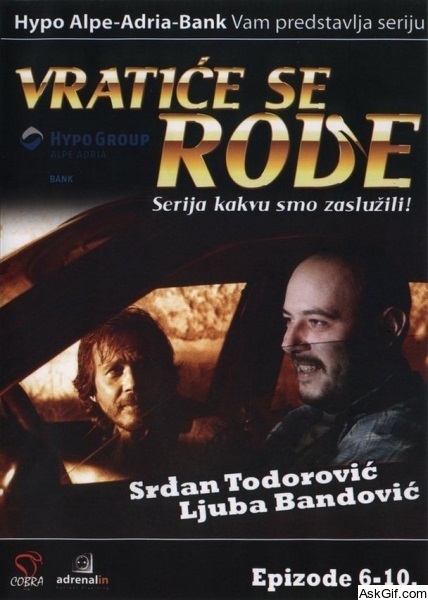 Hypo Alpe-Adria-Bank Vam predstavlja seriju
VRATIĆE SE
RODE
HYPO GROUP
ALPE ADRIA
BANK
Serija kakvu smo zaslužili!
Srđan Todorović
Ljuba Bandović
COBRA
adrenalin
Epizode 6-10.
AskGif.com